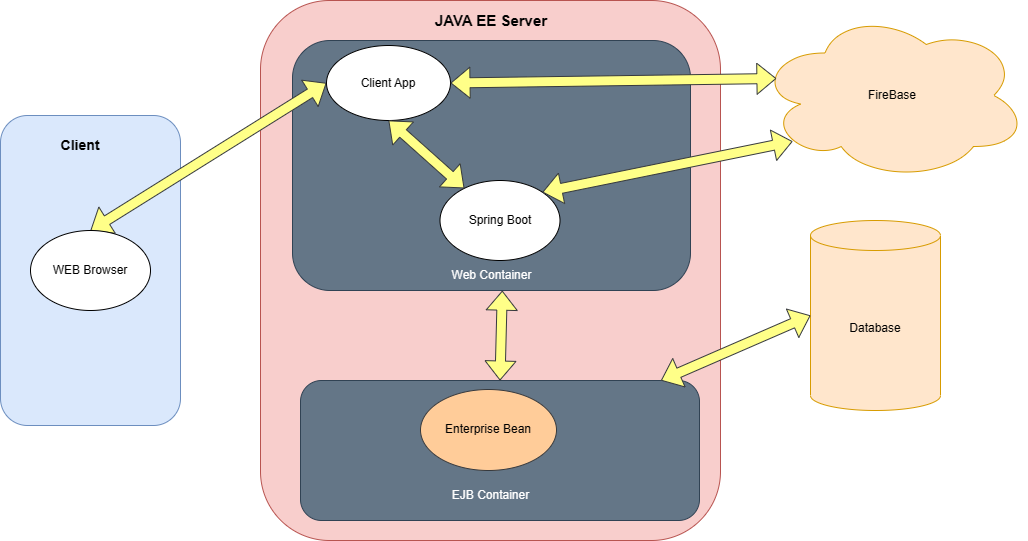 JAVA EE Server
Client App
FireBase
Client
Spring Boot
WEB Browser
Web Container
Database
Enterprise Bean
EJB Container